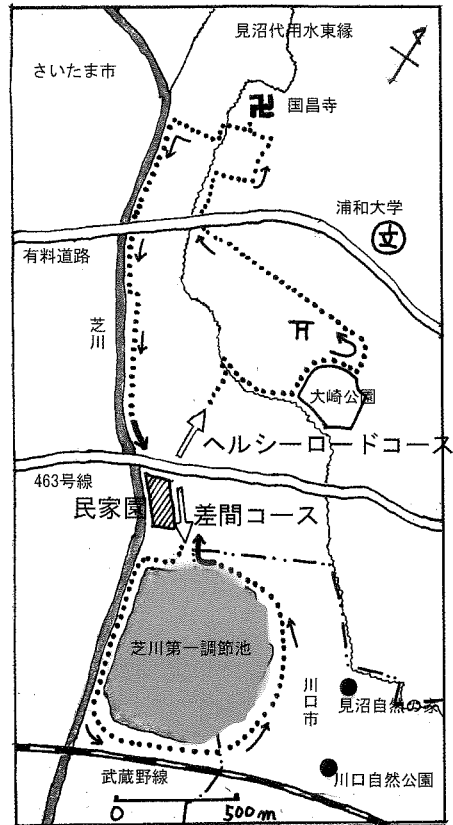 見沼代用水東縁
さいたま市
国昌寺
浦和大学
文
有料道路
芝川
大崎公園
ヘルシーロードコース
463号線
民家園
差間コース
芝川第一調節池
川口市
見沼自然の家
川口自然公園
武蔵野線
0 500m